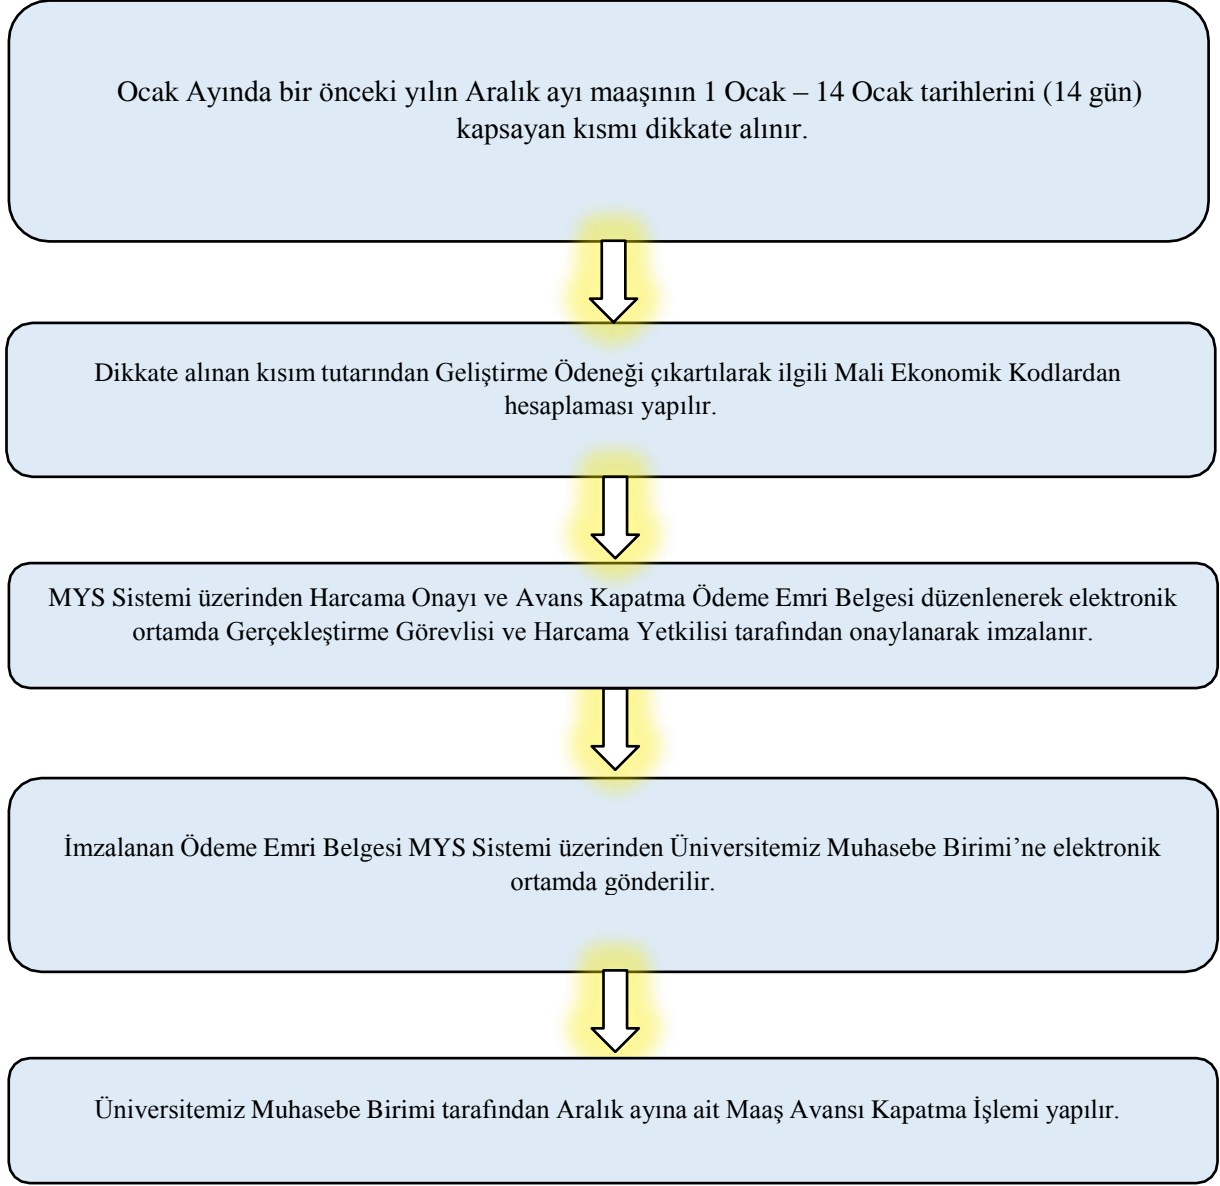 Ocak Ayında bir önceki yılın Aralık ayı maaşının 1 Ocak – 14 Ocak tarihlerini (14 gün)
kapsayan kısmı dikkate alınır.
Dikkate alınan kısım tutarından Geliştirme Ödeneği çıkartılarak ilgili Mali Ekonomik Kodlardan
hesaplaması yapılır.
MYS Sistemi üzerinden Harcama Onayı ve Avans Kapatma Ödeme Emri Belgesi düzenlenerek elektronik
ortamda Gerçekleştirme Görevlisi ve Harcama Yetkilisi tarafından onaylanarak imzalanır.
İmzalanan Ödeme Emri Belgesi MYS Sistemi üzerinden Üniversitemiz Muhasebe Birimi’ne elektronik
ortamda gönderilir.
Üniversitemiz Muhasebe Birimi tarafından Aralık ayına ait Maaş Avansı Kapatma İşlemi yapılır.